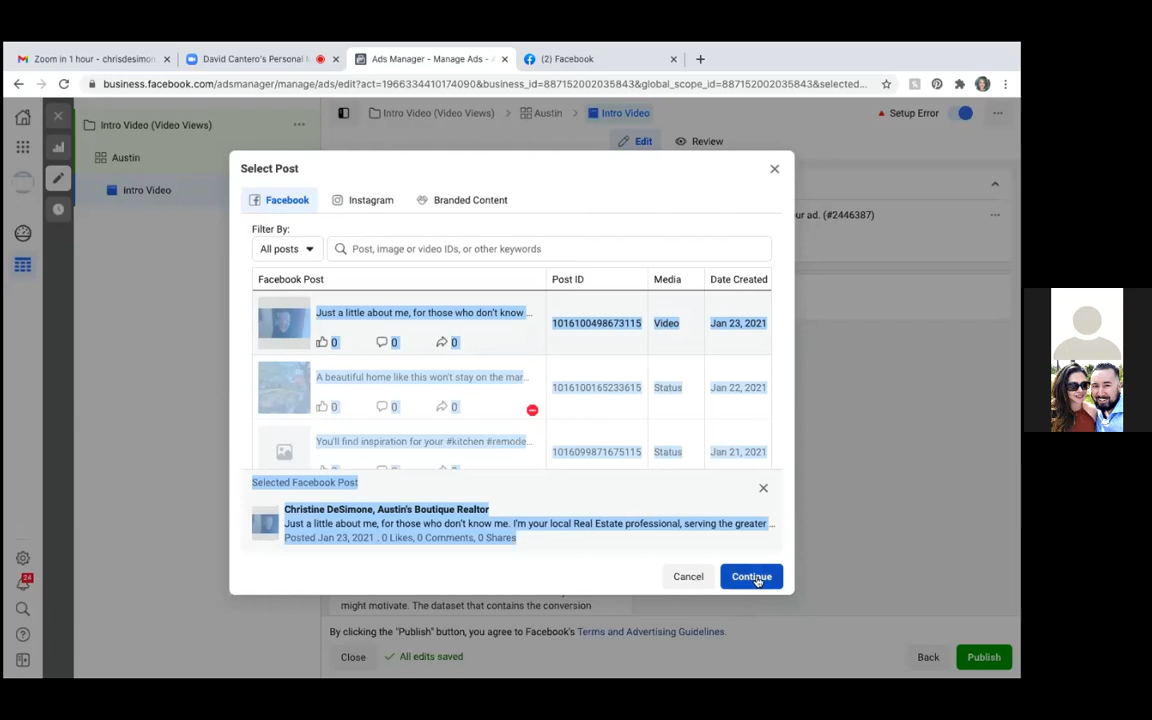 Zoom in 1 hour - chrisdesimon
David Cantero's Personal
Ads Manager - Manage Ads - A
(2) Facebook
business.facebook.com/adsmanager/manage/ads/edit?act=1966334410174090&business_id=887152002035843&global_scope_id=887152002035843&selected...
Intro Video (Video Views)
Austin
Intro Video
Intro Video (Video Views)
Austin
Intro Video
Setup Error
Edit
Review
ur ad. (#2446387)
Select Post
Facebook
Instagram
Branded Content
Filter By:
All posts
Post, image or video IDs, or other keywords
Facebook Post
Post ID
Media
Date Created
Just a little about me, for those who don't know ...
0
0
0
1016100498673115
Video
Jan 23, 2021
A beautiful home like this won't stay on the mar...
0
0
0
1016100165233615
Status
Jan 22, 2021
You'll find inspiration for your #kitchen #remode...
1016099871675115
Status
Jan 21, 2021
Selected Facebook Post
Christine DeSimone, Austin's Boutique Realtor
Just a little about me, for those who don't know me. I'm your local Real Estate professional, serving the greater ...
Posted Jan 23, 2021 . 0 Likes, 0 Comments, 0 Shares
Cancel
Continue
might motivate. The dataset that contains the conversion
By clicking the "Publish" button, you agree to Facebook's Terms and Advertising Guidelines.
Close
All edits saved
Back
Publish
24